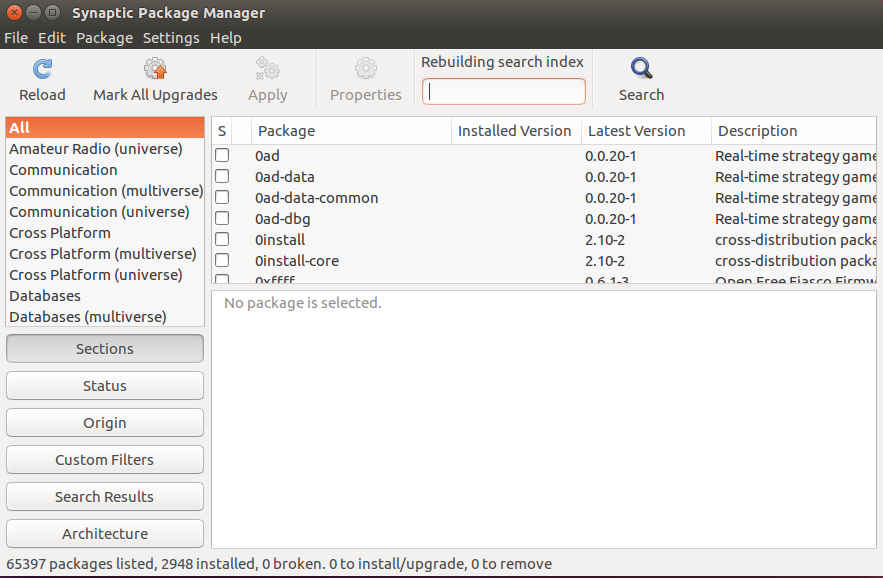 Synaptic Package Manager
File Edit Package Settings Help
Rebuilding search index
Reload Mark All Upgrades Apply Properties Search
All
Amateur Radio (universe)
Communication
Communication (multiverse)
Communication (universe)
Cross Platform
Cross Platform (multiverse)
Cross Platform (universe)
Databases
Databases (multiverse)
Sections
Status
Origin
Custom Filters
Search Results
Architecture
S Package Installed Version Latest Version Description
0ad 0.0.20-1 Real-time strategy game
0ad-data 0.0.20-1 Real-time strategy game
0ad-data-common 0.0.20-1 Real-time strategy game
0ad-dbg 0.0.20-1 Real-time strategy game
0install 2.10-2 cross-distribution packa
0install-core 2.10-2 cross-distribution packa
0xffff 0.6.1-3 Open Free Fiasco Firmw
No package is selected.
65397 packages listed, 2948 installed, 0 broken. 0 to install/upgrade, 0 to remove